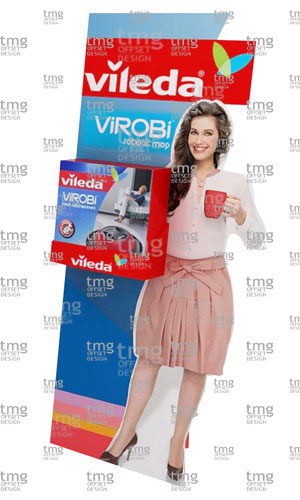 vileda®
ViROBi
robotic mop
vileda
ViROBi
vileda
tmg
OFFSET
DESIGN